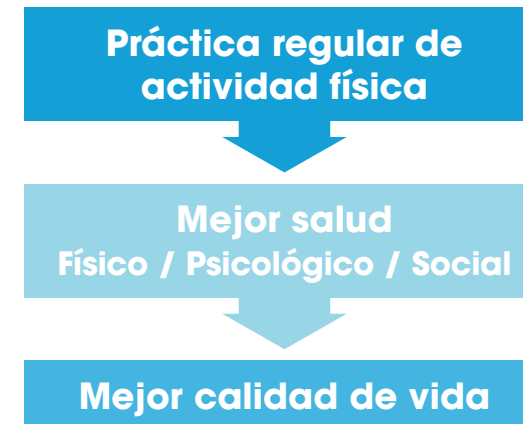 Práctica regular de
actividad física
Mejor salud
Físico / Psicológico / Social
Mejor calidad de vida